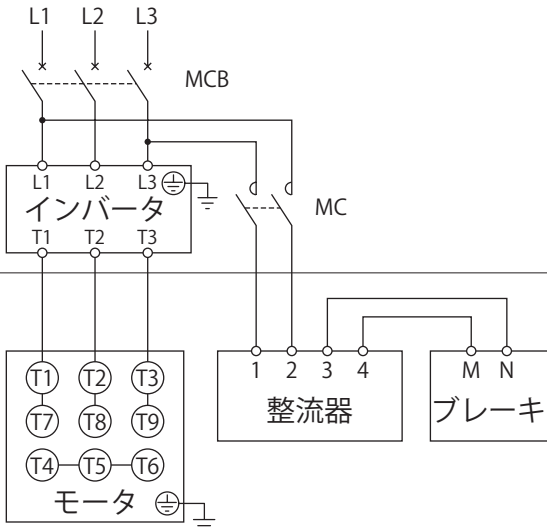 L1 L2 L3
MCB
L1 L2 L3
インバータ
T1 T2 T3
MC
T1 T2 T3
T7 T8 T9
T4 T5 T6
モータ
1 2 3 4
整流器
M N
ブレーキ